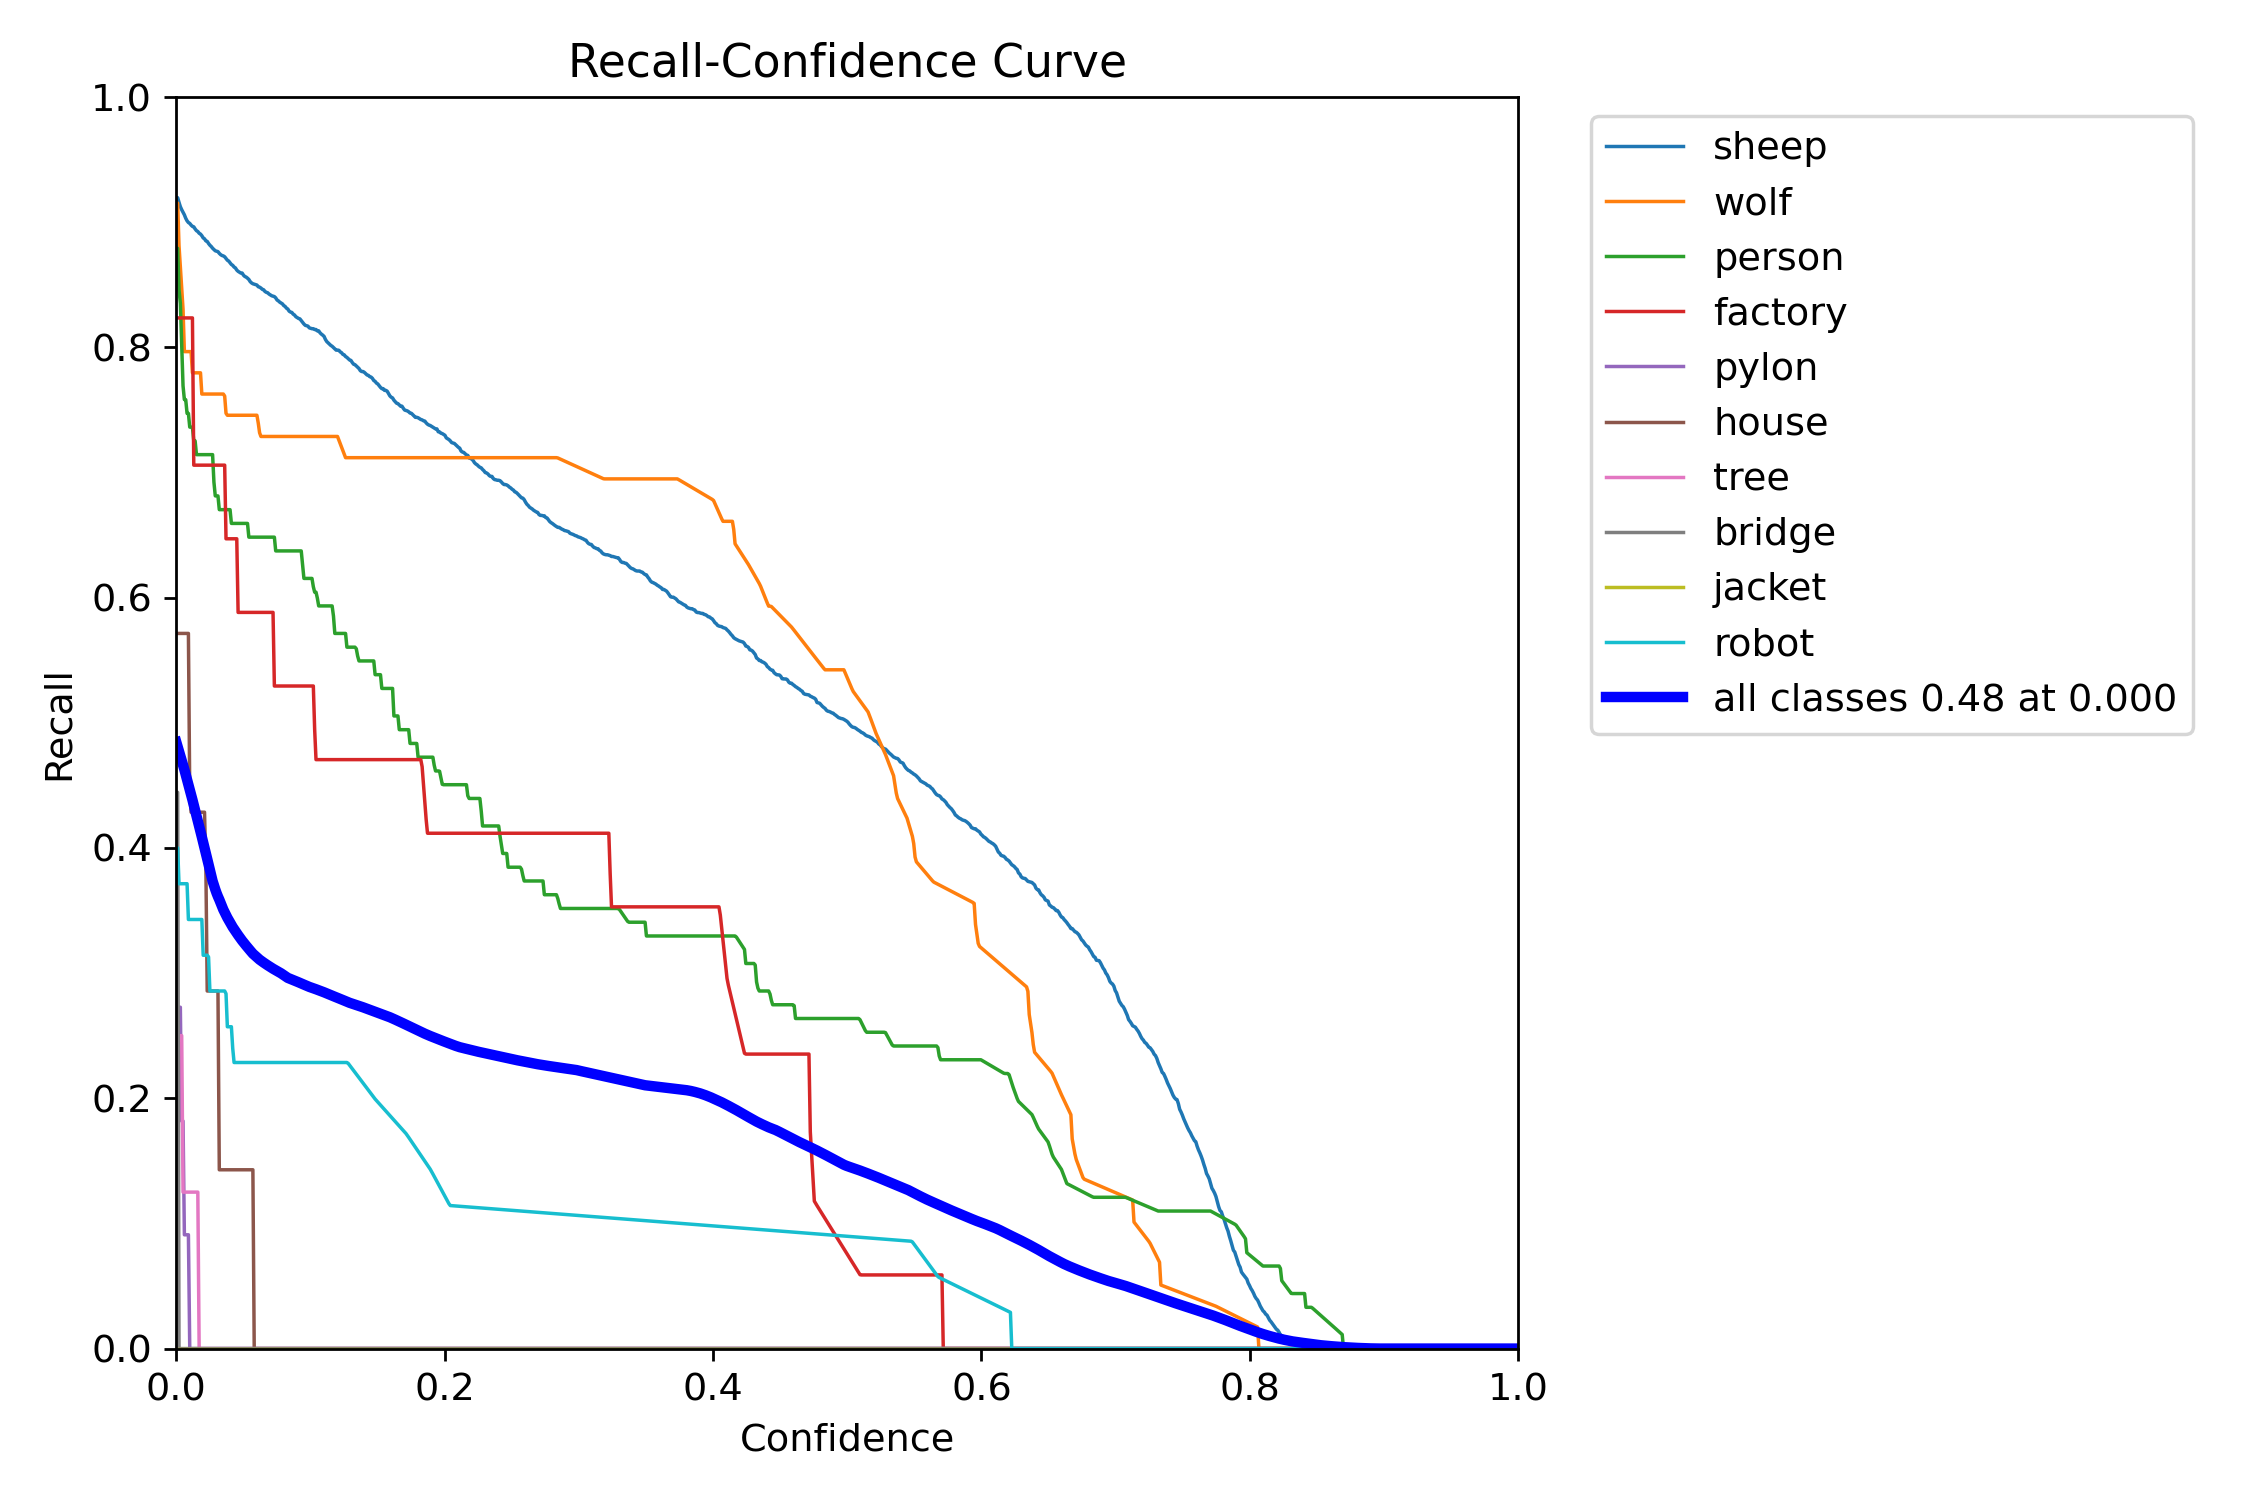 Recall-Confidence Curve
1.0
0.8
0.6
0.4
0.2
0.0
Recall
0.0 0.2 0.4 0.6 0.8 1.0
Confidence
sheep
wolf
person
factory
pylon
house
tree
bridge
jacket
robot
all classes 0.48 at 0.000